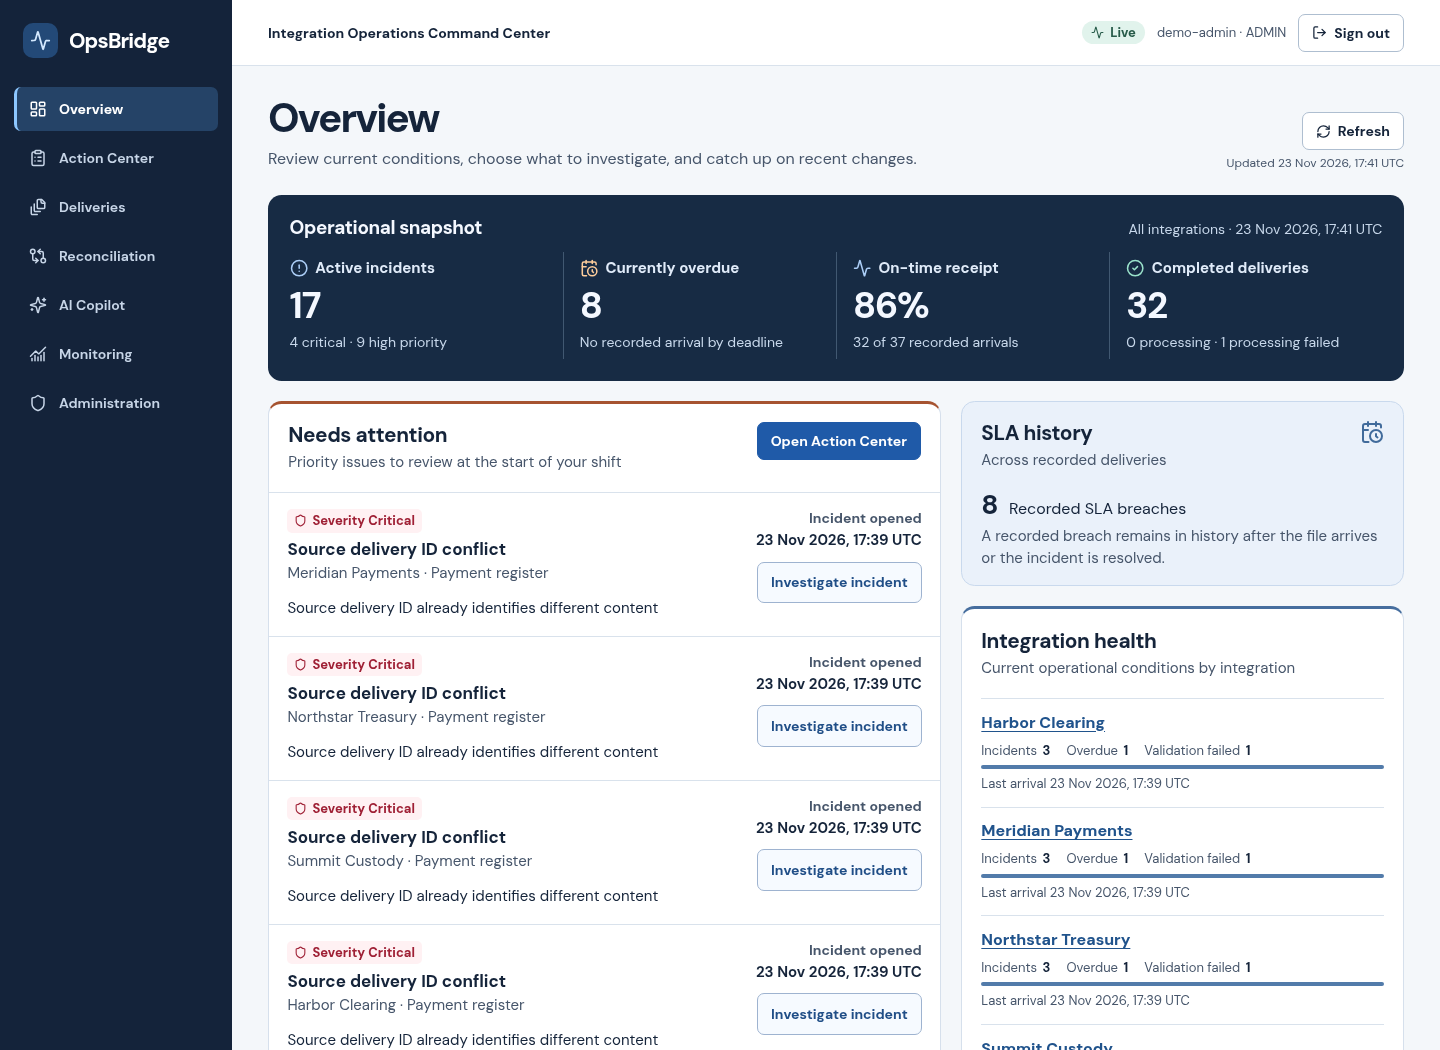 OpsBridge
Overview
Action Center
Deliveries
Reconciliation
AI Copilot
Monitoring
Administration
Integration Operations Command Center
Live
demo-admin · ADMIN
Sign out
Overview
Review current conditions, choose what to investigate, and catch up on recent changes.
Refresh
Updated 23 Nov 2026, 17:41 UTC
Operational snapshot
All integrations · 23 Nov 2026, 17:41 UTC
Active incidents
17
4 critical · 9 high priority
Currently overdue
8
No recorded arrival by deadline
On-time receipt
86%
32 of 37 recorded arrivals
Completed deliveries
32
0 processing · 1 processing failed
Needs attention
Priority issues to review at the start of your shift
Open Action Center
Severity Critical
Source delivery ID conflict
Meridian Payments · Payment register
Source delivery ID already identifies different content
Incident opened
23 Nov 2026, 17:39 UTC
Investigate incident
Severity Critical
Source delivery ID conflict
Northstar Treasury · Payment register
Source delivery ID already identifies different content
Incident opened
23 Nov 2026, 17:39 UTC
Investigate incident
Severity Critical
Source delivery ID conflict
Summit Custody · Payment register
Source delivery ID already identifies different content
Incident opened
23 Nov 2026, 17:39 UTC
Investigate incident
Severity Critical
Source delivery ID conflict
Harbor Clearing · Payment register
Source delivery ID already identifies different content
Incident opened
23 Nov 2026, 17:39 UTC
Investigate incident
SLA history
Across recorded deliveries
8 Recorded SLA breaches
A recorded breach remains in history after the file arrives
or the incident is resolved.
Integration health
Current operational conditions by integration
Harbor Clearing
Incidents 3 Overdue 1 Validation failed 1
Last arrival 23 Nov 2026, 17:39 UTC
Meridian Payments
Incidents 3 Overdue 1 Validation failed 1
Last arrival 23 Nov 2026, 17:39 UTC
Northstar Treasury
Incidents 3 Overdue 1 Validation failed 1
Last arrival 23 Nov 2026, 17:39 UTC
Summit Custody